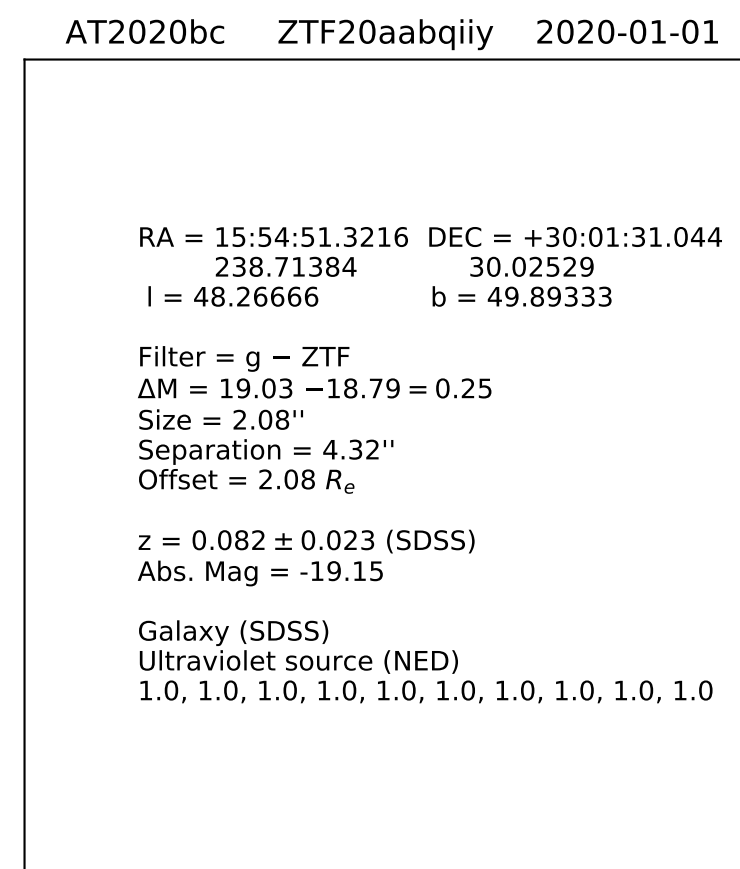 AT2020bc ZTF20aabqiiy 2020-01-01
RA = 15:54:51.3216 DEC = +30:01:31.044
238.71384 30.02529
l = 48.26666 b = 49.89333
Filter = g − ZTF
ΔM = 19.03 −18.79 = 0.25
Size = 2.08''
Separation = 4.32''
Offset = 2.08 Re
z = 0.082 ± 0.023 (SDSS)
Abs. Mag = -19.15
Galaxy (SDSS)
Ultraviolet source (NED)
1.0, 1.0, 1.0, 1.0, 1.0, 1.0, 1.0, 1.0, 1.0, 1.0